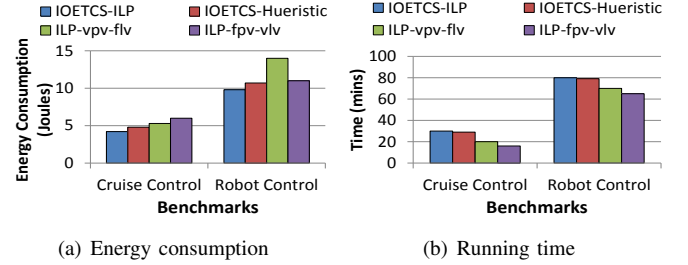 IOETCS-ILP IOETCS-Hueristic
ILP-vpv-flv ILP-fpv-vlv
Energy Consumption
(Joules)
15
10
5
0
Cruise Control Robot Control
Benchmarks
(a) Energy consumption
IOETCS-ILP IOETCS-Hueristic
ILP-vpv-flv ILP-fpv-vlv
Time (mins)
100
80
60
40
20
0
Cruise Control Robot Control
Benchmarks
(b) Running time